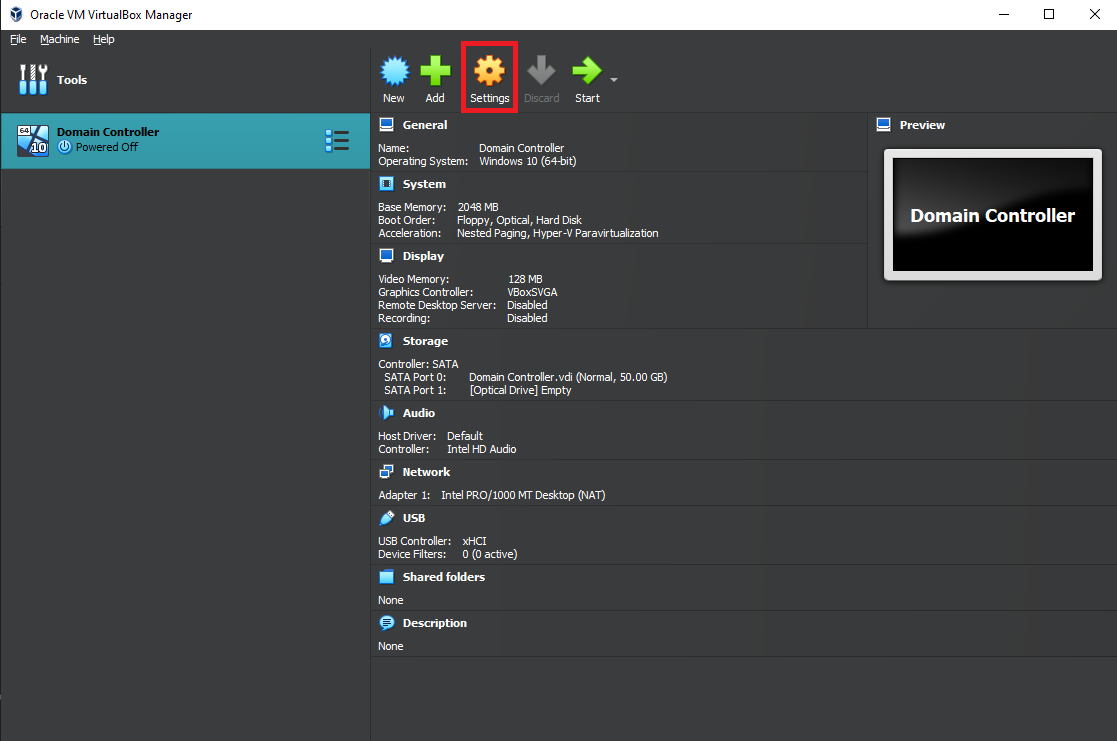 Oracle VM VirtualBox Manager
File Machine Help
Tools
New Add Settings Discard Start
64
10
Domain Controller
Powered Off
General
Name: Domain Controller
Operating System: Windows 10 (64-bit)
System
Base Memory: 2048 MB
Boot Order: Floppy, Optical, Hard Disk
Acceleration: Nested Paging, Hyper-V Paravirtualization
Display
Video Memory: 128 MB
Graphics Controller: VBoxSVGA
Remote Desktop Server: Disabled
Recording: Disabled
Storage
Controller: SATA
SATA Port 0: Domain Controller.vdi (Normal, 50.00 GB)
SATA Port 1: [Optical Drive] Empty
Audio
Host Driver: Default
Controller: Intel HD Audio
Network
Adapter 1: Intel PRO/1000 MT Desktop (NAT)
USB
USB Controller: xHCI
Device Filters: 0 (0 active)
Shared folders
None
Description
None
Preview
Domain Controller